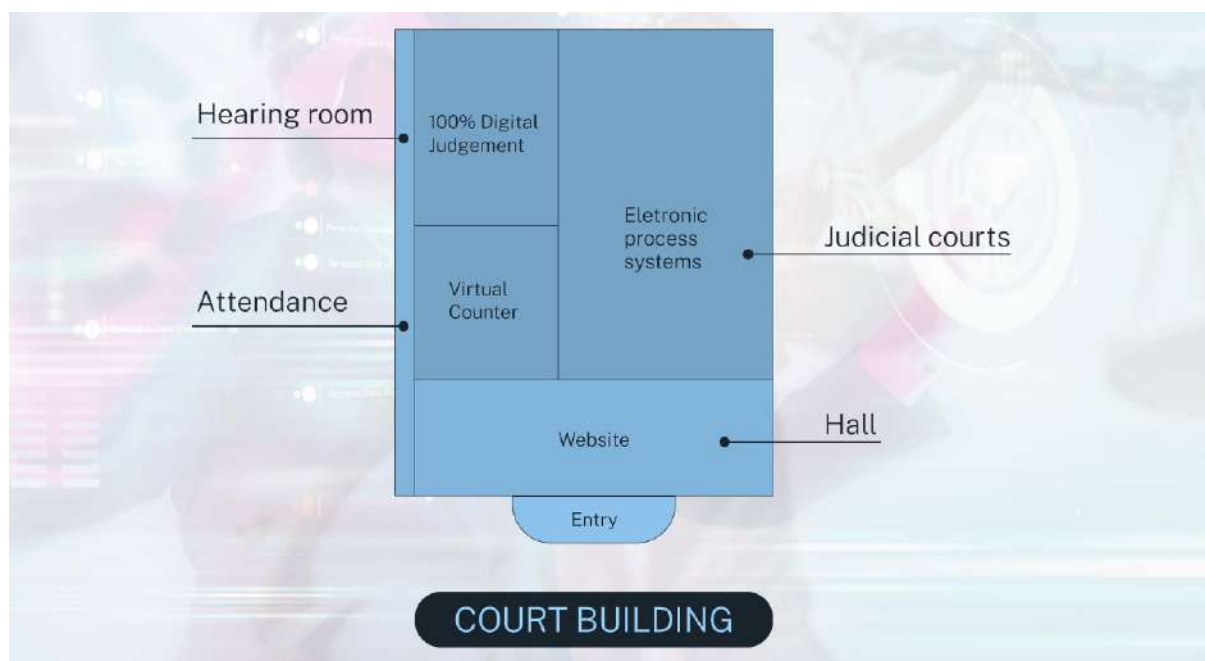 Hearing room
100% Digital
Judgement
Eletronic
process
systems
Judicial courts
Attendance
Virtual
Counter
Hall
Website
Entry
COURT BUILDING